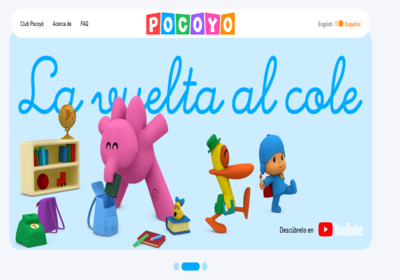 Club Pocoyó Acerca de FAQ POCOYO English Español
La vuelta al cole
Descúbrelo en YouTube